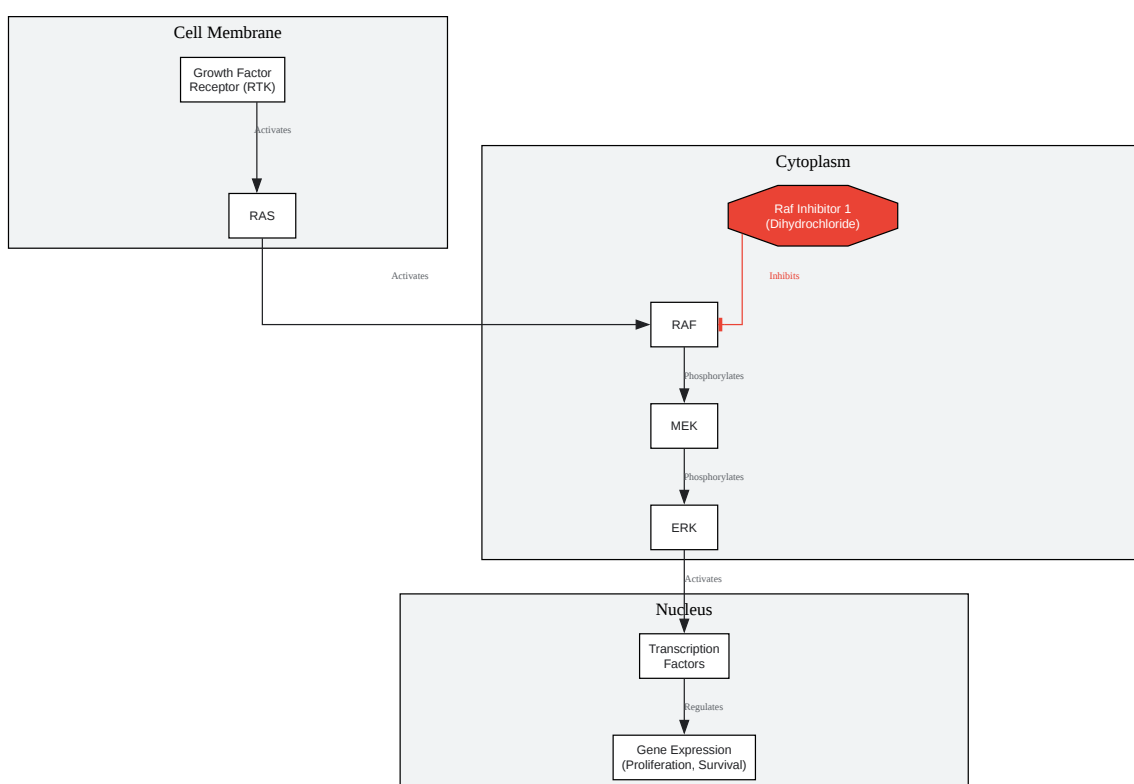 Cell Membrane
Growth Factor
Receptor (RTK)
Activates
RAS
Activates
Cytoplasm
Raf Inhibitor 1
(Dihydrochloride)
Inhibits
RAF
Phosphorylates
MEK
Phosphorylates
ERK
Activates
Nucleus
Transcription
Factors
Regulates
Gene Expression
(Proliferation, Survival)